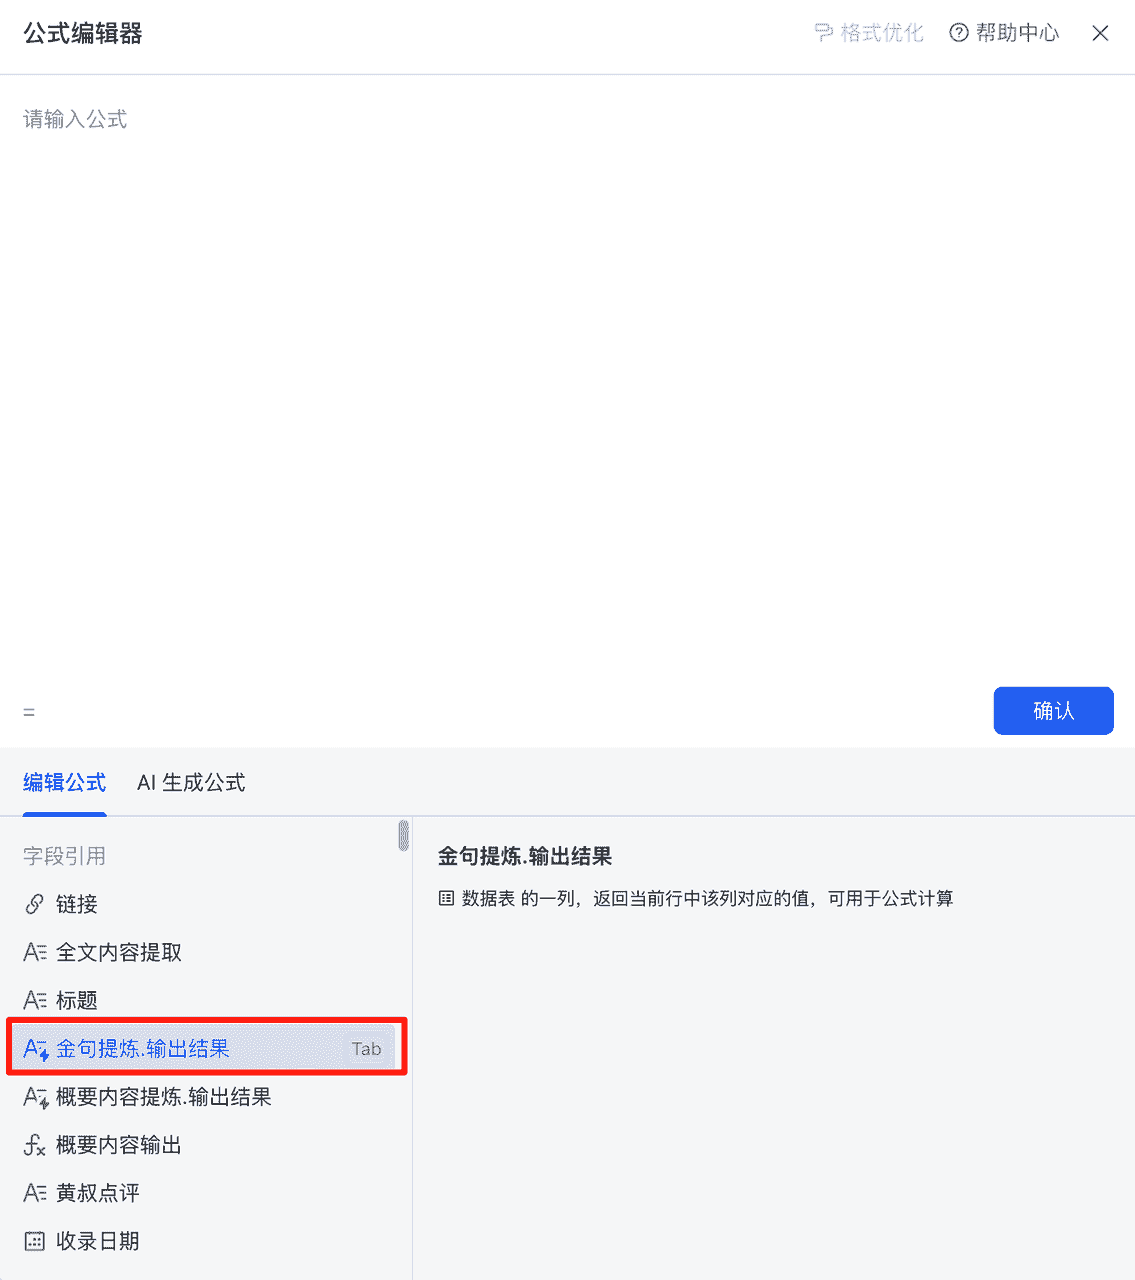 公式编辑器
格式优化 帮助中心
请输入公式
=
确认
编辑公式 AI 生成公式
字段引用
链接
全文内容提取
标题
金句提炼.输出结果 Tab
概要内容提炼.输出结果
概要内容输出
黄叔点评
收录日期
金句提炼.输出结果
数据表 的一列，返回当前行中该列对应的值，可用于公式计算